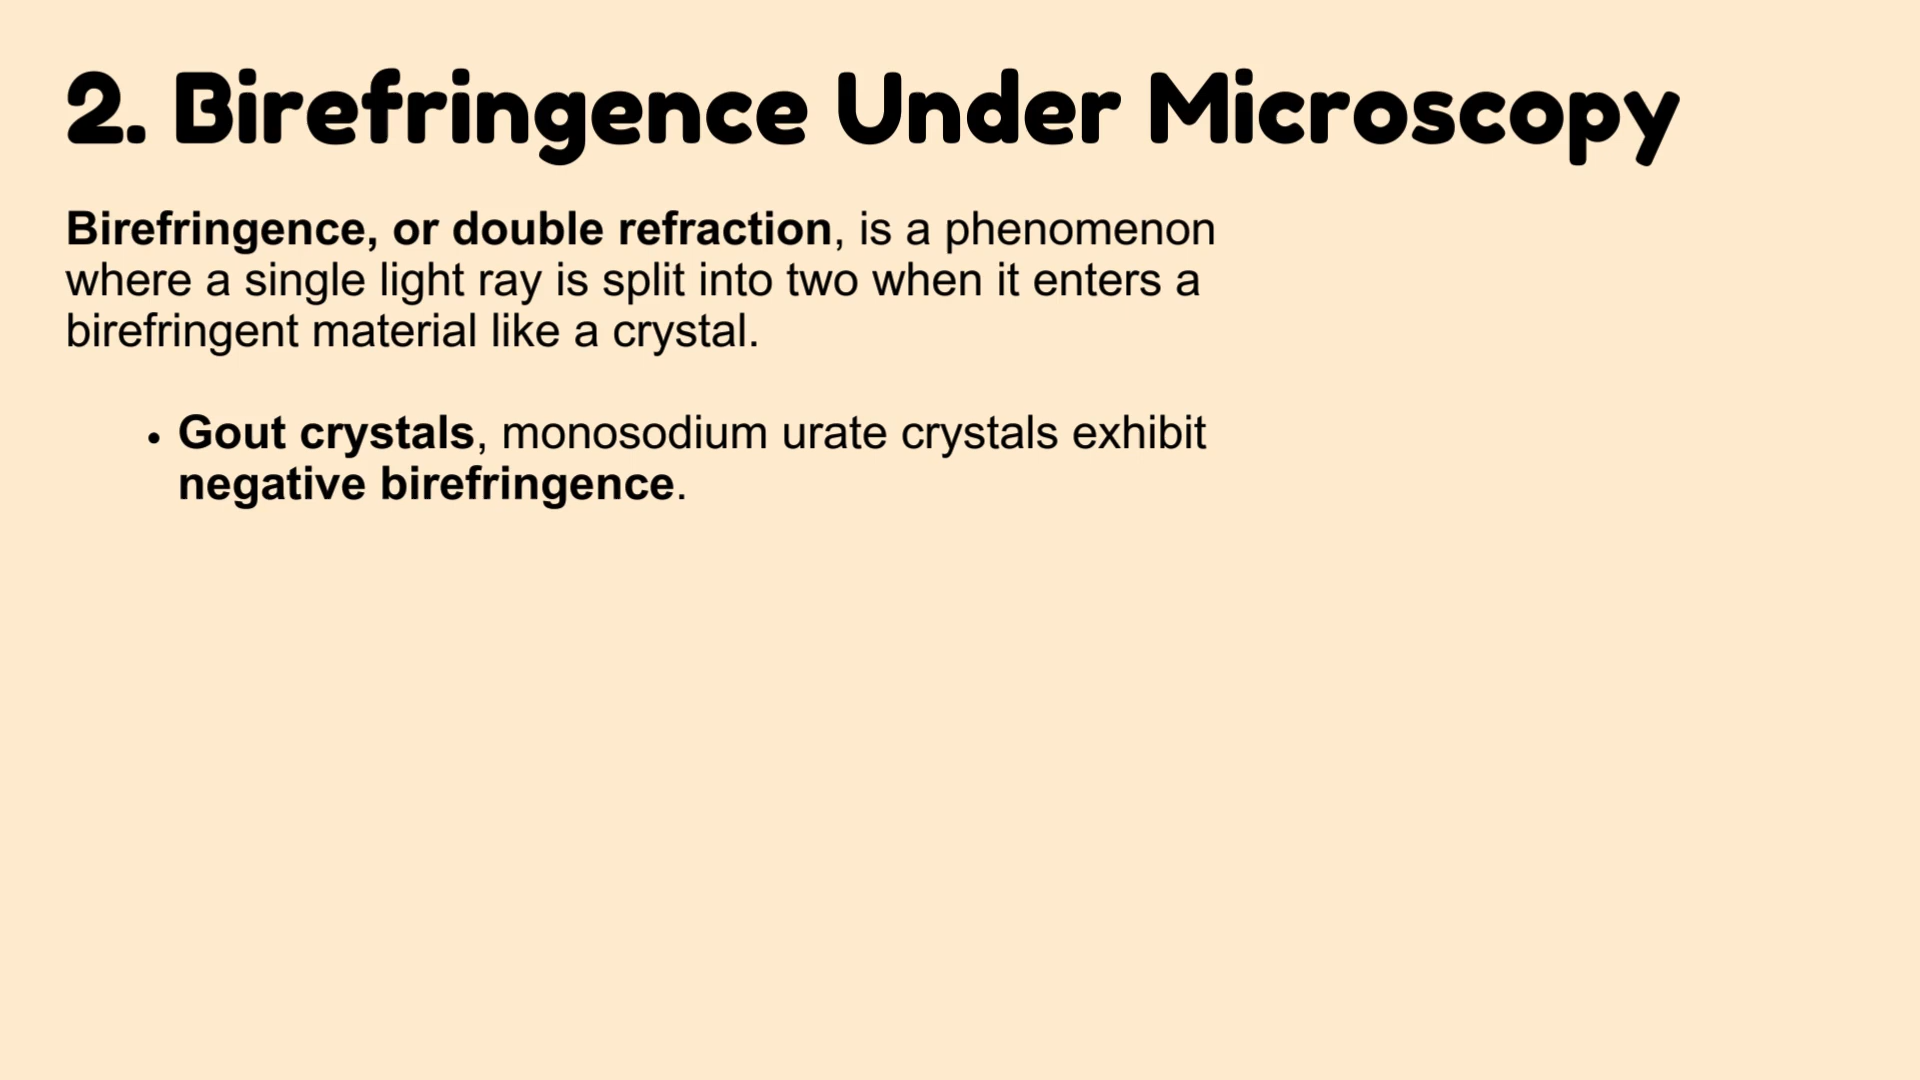 2. Birefringence Under Microscopy
Birefringence, or double refraction, is a phenomenon
where a single light ray is split into two when it enters a
birefringent material like a crystal.
• Gout crystals, monosodium urate crystals exhibit
negative birefringence.